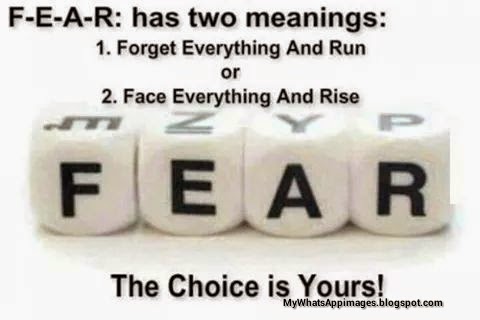 F-E-A-R: has two meanings:
1. Forget Everything And Run
or
2. Face Everything And Rise
Z Y P
F E A R
The Choice is Yours!
MyWhatsAppimages.blogspot.com